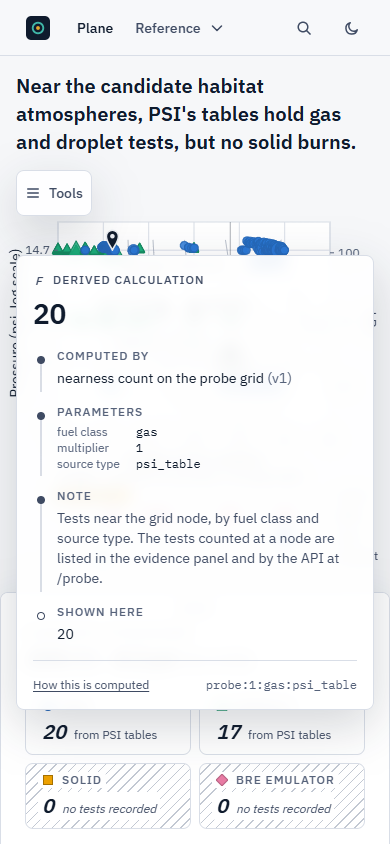 Plane
Reference
Near the candidate habitat
atmospheres, PSI's tables hold gas
and droplet tests, but no solid burns.
Tools
14.7
100
F DERIVED CALCULATION
20
COMPUTED BY
nearness count on the probe grid (v1)
PARAMETERS
fuel class gas
multiplier 1
source type psi_table
NOTE
Tests near the grid node, by fuel class and
source type. The tests counted at a node are
listed in the evidence panel and by the API at
/probe.
SHOWN HERE
20
How this is computed probe:1:gas:psi_table
20 from PSI tables
17 from PSI tables
SOLID
0 no tests recorded
BRE EMULATOR
0 no tests recorded